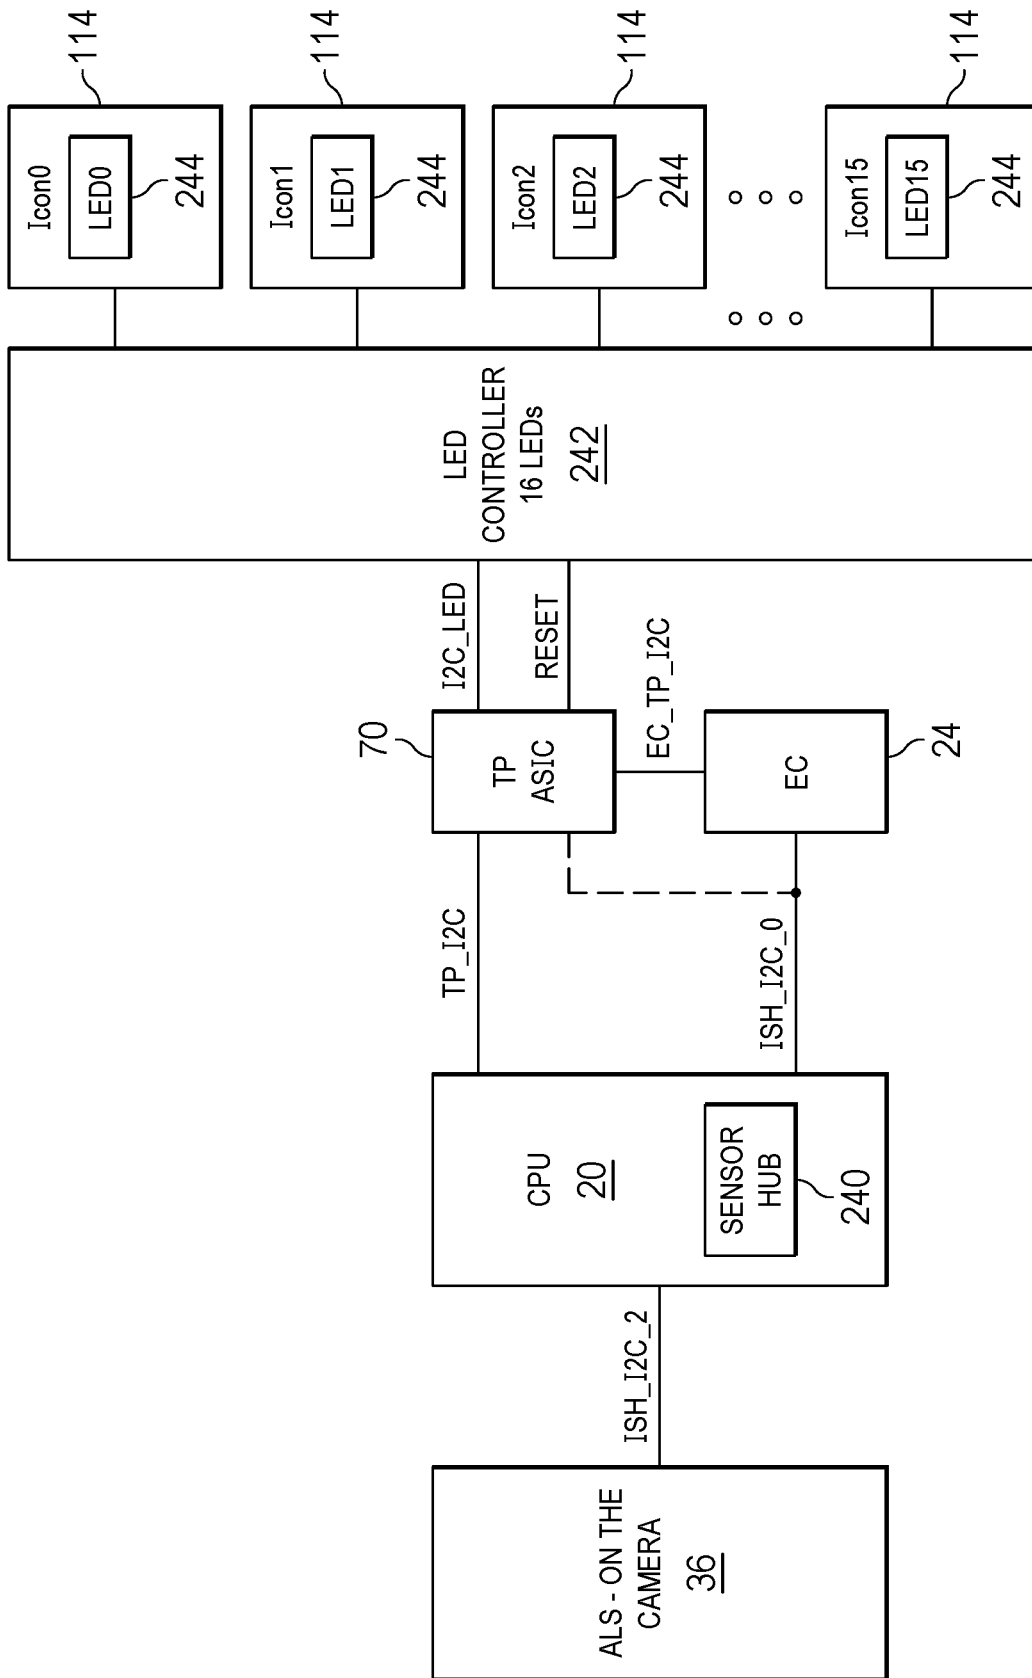 ALS - ON THE
CAMERA
36
ISH_I2C_2
CPU
20
SENSOR
HUB
240
TP_I2C
ISH_I2C_0
70
TP
ASIC
EC_TP_I2C
EC
24
I2C_LED
RESET
LED
CONTROLLER
16 LEDs
242
Icon0
LED0
244
114
Icon1
LED1
244
114
Icon2
LED2
244
114
Icon15
LED15
244
114